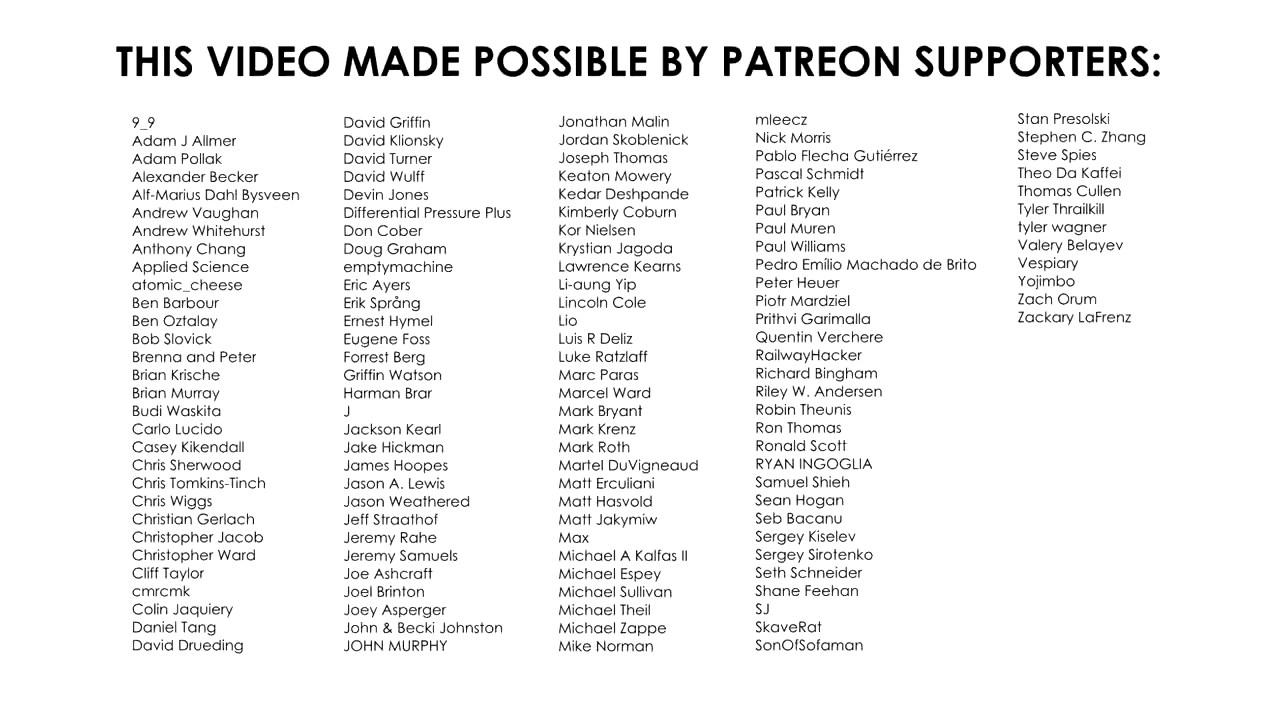 THIS VIDEO MADE POSSIBLE BY PATREON SUPPORTERS:
9_9
Adam J Allmer
Adam Pollak
Alexander Becker
Alf-Marius Dahl Bysveen
Andrew Vaughan
Andrew Whitehurst
Anthony Chang
Applied Science
atomic_cheese
Ben Barbour
Ben Oztalay
Bob Slovick
Brenna and Peter
Brian Krische
Brian Murray
Budi Waskita
Carlo Lucido
Casey Kikendall
Chris Sherwood
Chris Tomkins-Tinch
Chris Wiggs
Christian Gerlach
Christopher Jacob
Christopher Ward
Cliff Taylor
cmrcmk
Colin Jaquiery
Daniel Tang
David Drueding
David Griffin
David Klionsky
David Turner
David Wulff
Devin Jones
Differential Pressure Plus
Don Cober
Doug Graham
emptymachine
Eric Ayers
Erik Språng
Ernest Hymel
Eugene Foss
Forrest Berg
Griffin Watson
Harman Brar
J
Jackson Kearl
Jake Hickman
James Hoopes
Jason A. Lewis
Jason Weathered
Jeff Straathof
Jeremy Rahe
Jeremy Samuels
Joe Ashcraft
Joel Brinton
Joey Asperger
John & Becki Johnston
JOHN MURPHY
Jonathan Malin
Jordan Skoblenick
Joseph Thomas
Keaton Mowery
Kedar Deshpande
Kimberly Coburn
Kor Nielsen
Krystian Jagoda
Lawrence Kearns
Li-aung Yip
Lincoln Cole
Lio
Luis R Deliz
Luke Ratzlaff
Marc Paras
Marcel Ward
Mark Bryant
Mark Krenz
Mark Roth
Martel DuVigneaud
Matt Erculiani
Matt Hasvold
Matt Jakymiw
Max
Michael A Kalfas II
Michael Espey
Michael Sullivan
Michael Theil
Michael Zappe
Mike Norman
mleecz
Nick Morris
Pablo Flecha Gutiérrez
Pascal Schmidt
Patrick Kelly
Paul Bryan
Paul Muren
Paul Williams
Pedro Emílio Machado de Brito
Peter Heuer
Piotr Mardziel
Prithvi Garimalla
Quentin Verchere
RailwayHacker
Richard Bingham
Riley W. Andersen
Robin Theunis
Ron Thomas
Ronald Scott
RYAN INGOGLIA
Samuel Shieh
Sean Hogan
Seb Bacanu
Sergey Kiselev
Sergey Sirotenko
Seth Schneider
Shane Feehan
SJ
SkaveRat
SonOfSofaman
Stan Presolski
Stephen C. Zhang
Steve Spies
Theo Da Kaffei
Thomas Cullen
Tyler Thrailkill
tyler wagner
Valery Belayev
Vespiary
Yojimbo
Zach Orum
Zackary LaFrenz